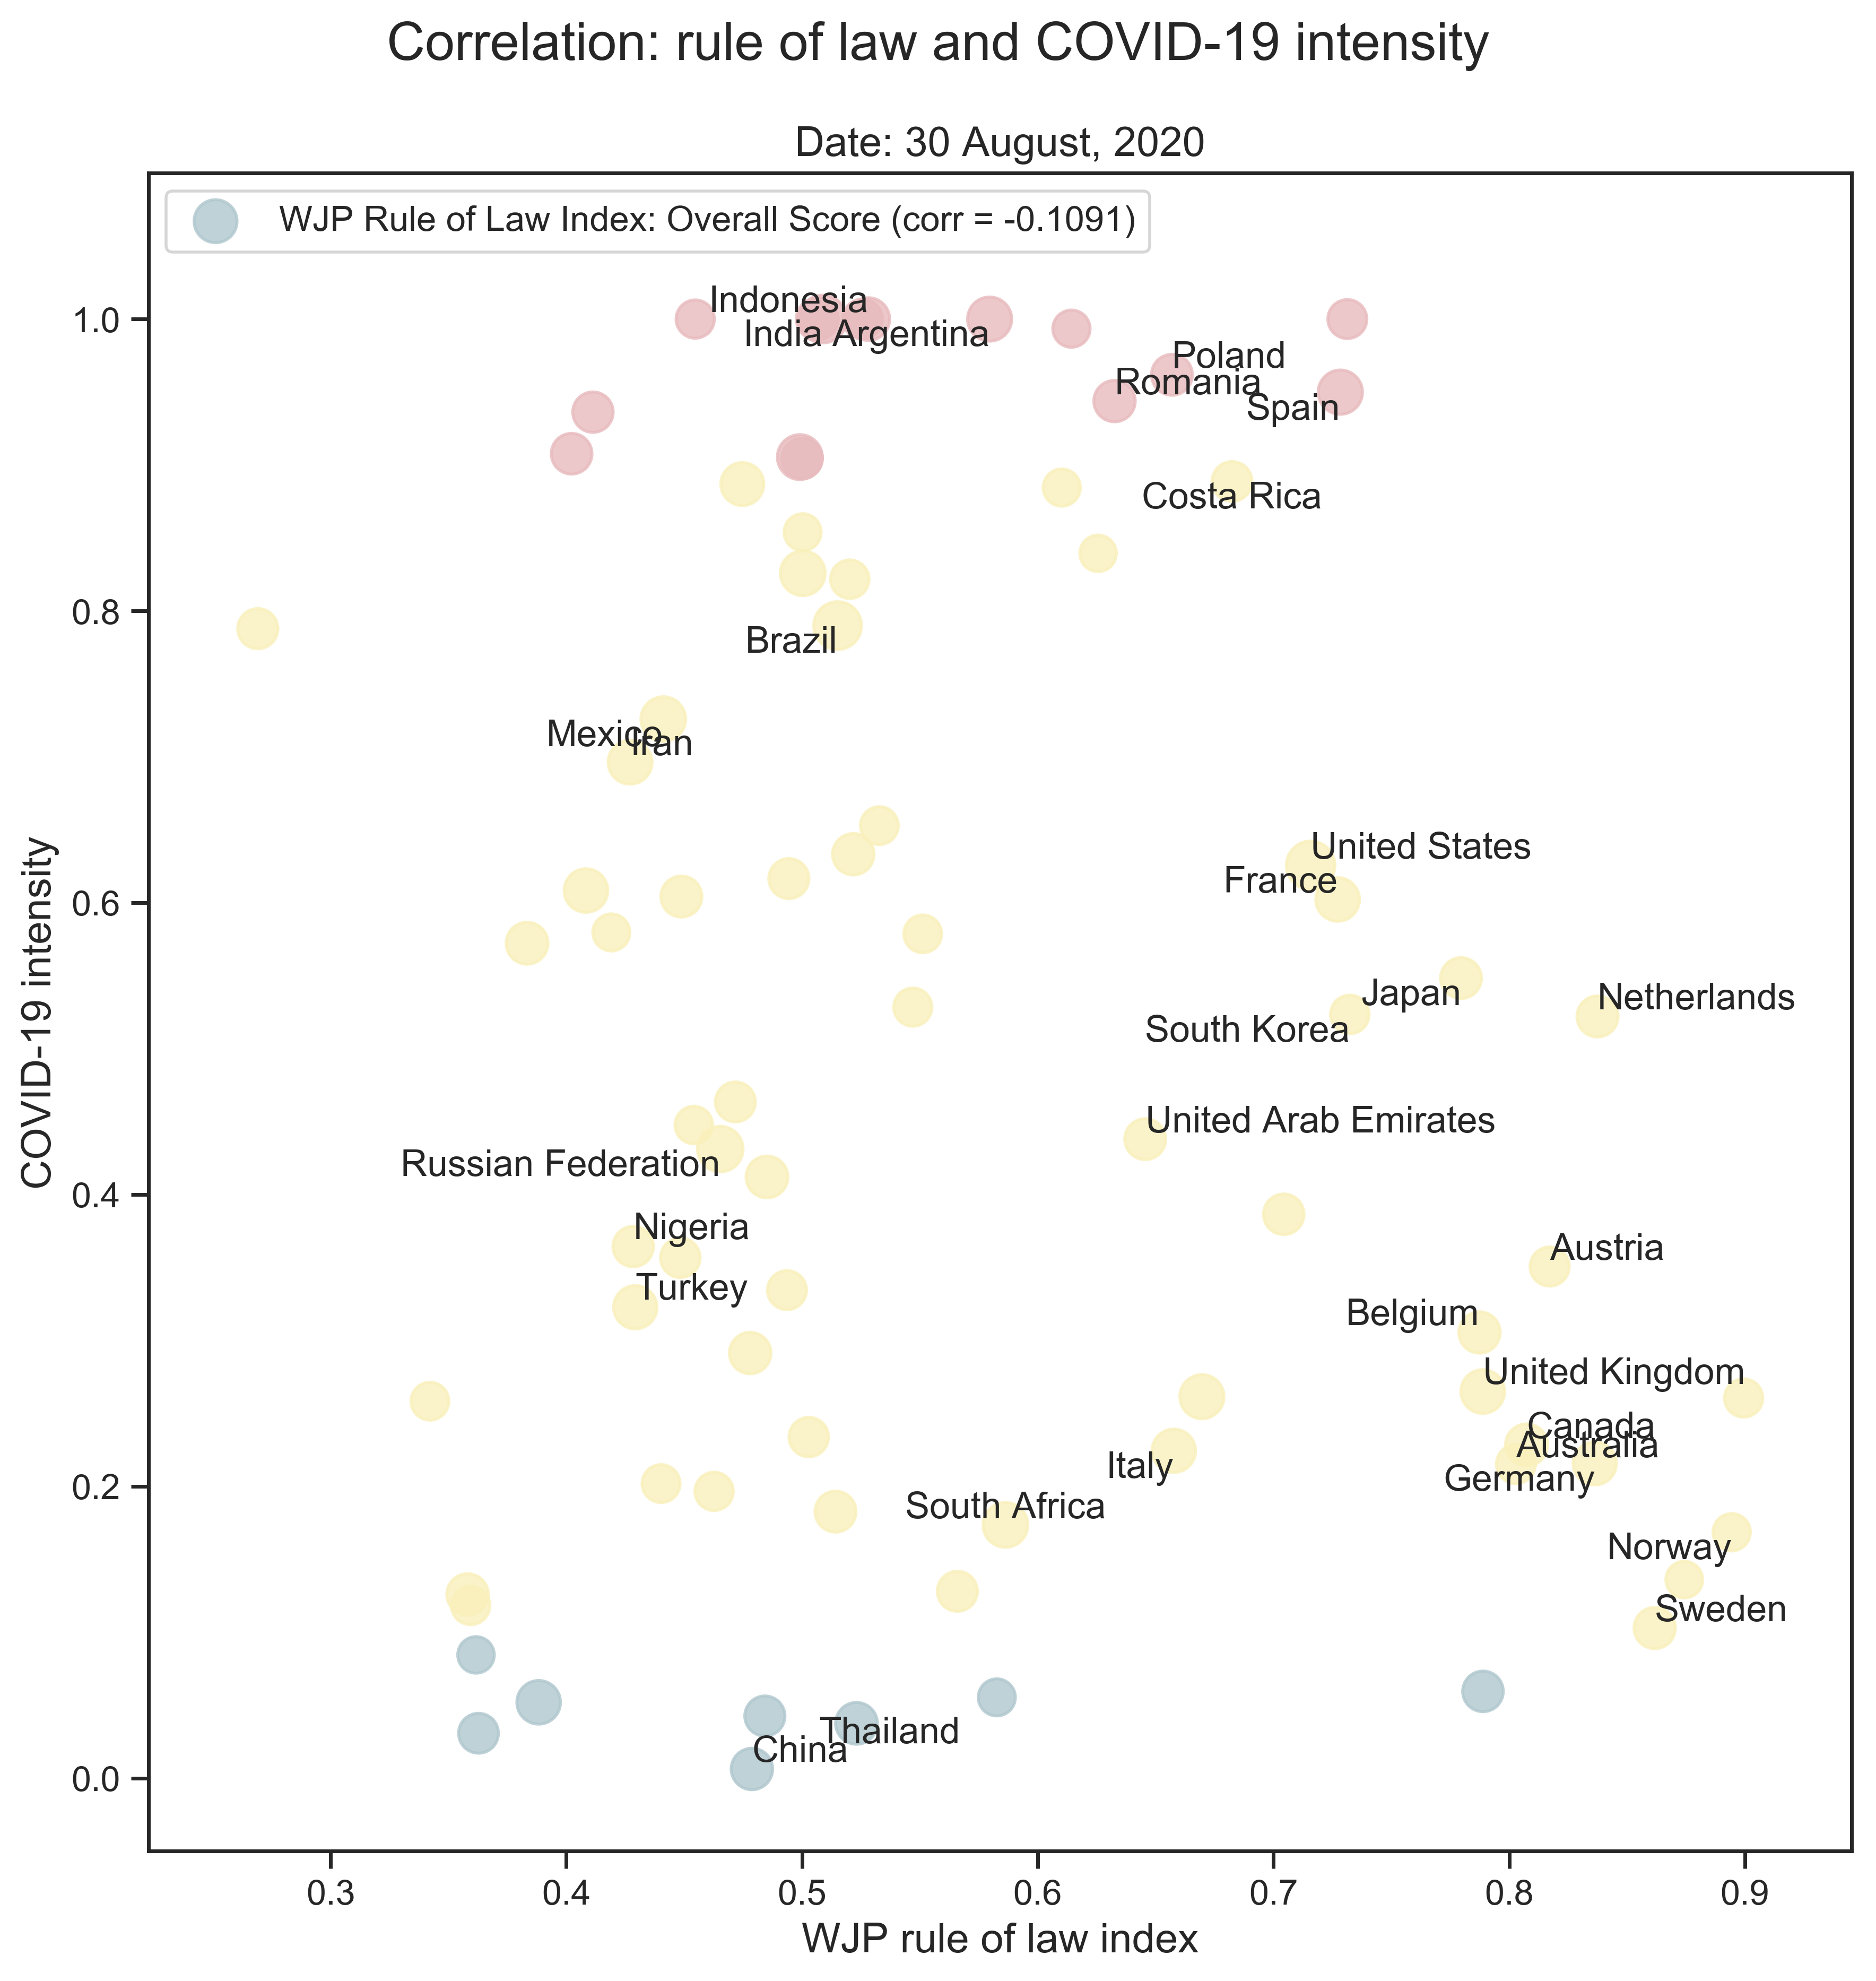 Correlation: rule of law and COVID-19 intensity
Date: 30 August, 2020
WJP Rule of Law Index: Overall Score (corr = -0.1091)
Indonesia
India Argentina
Poland
Romania
Spain
Costa Rica
Brazil
Mexico
Iran
United States
France
Japan
Netherlands
South Korea
United Arab Emirates
Russian Federation
Nigeria
Austria
Turkey
Belgium
United Kingdom
Canada
Australia
Italy
Germany
South Africa
Norway
Sweden
Thailand
China
1.0
0.8
0.6
0.4
0.2
0.0
COVID-19 intensity
0.3 0.4 0.5 0.6 0.7 0.8 0.9
WJP rule of law index